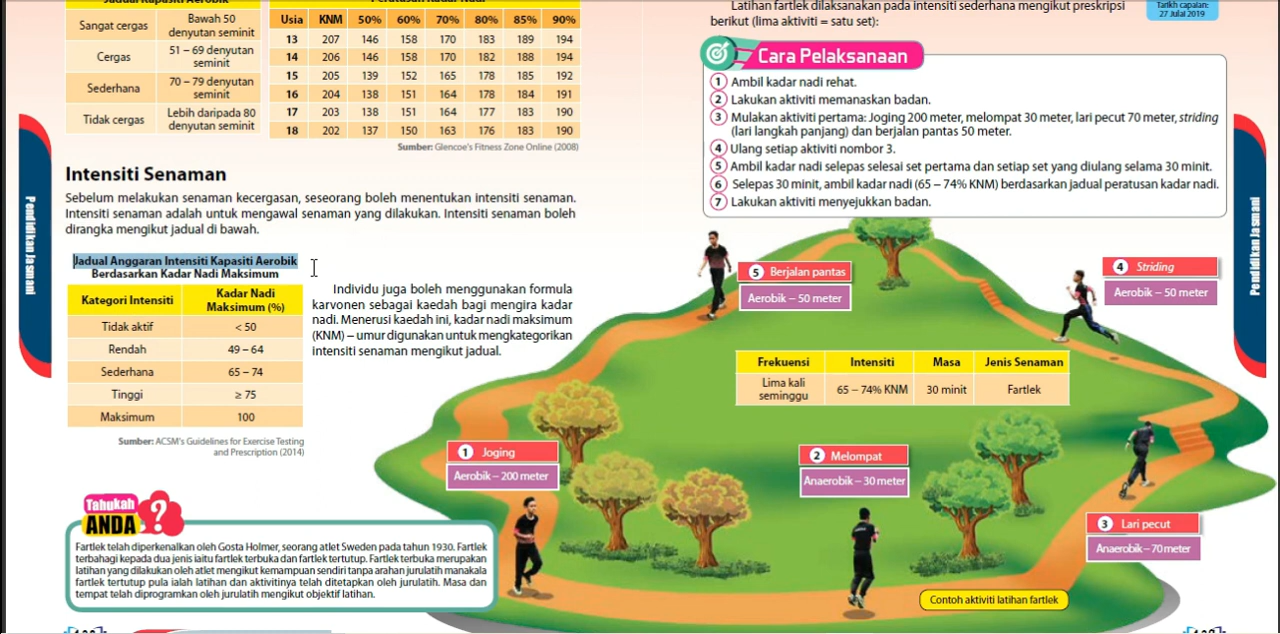 Jadual Kapasiti Aerobik
Sangat cergas
Bawah 50
denyutan seminit
Cergas
51 – 69 denyutan
seminit
Sederhana
70 – 79 denyutan
seminit
Tidak cergas
Lebih daripada 80
denyutan seminit
Peratusan Kadar Nadi
Usia KNM 50% 60% 70% 80% 85% 90%
13 207 146 158 170 183 189 194
14 206 146 158 170 182 188 194
15 205 139 152 165 178 185 192
16 204 138 151 164 178 184 191
17 203 138 151 164 177 183 190
18 202 137 150 163 176 183 190
Sumber: Glencoe's Fitness Zone Online (2008)
Intensiti Senaman
Sebelum melakukan senaman kecergasan, seseorang boleh menentukan intensiti senaman.
Intensiti senaman adalah untuk mengawal senaman yang dilakukan. Intensiti senaman boleh
dirangka mengikut jadual di bawah.
Jadual Anggaran Intensiti Kapasiti Aerobik
Berdasarkan Kadar Nadi Maksimum
Kategori Intensiti
Kadar Nadi
Maksimum (%)
Tidak aktif < 50
Rendah 49 – 64
Sederhana 65 – 74
Tinggi ≥ 75
Maksimum 100
Sumber: ACSM's Guidelines for Exercise Testing
and Prescription (2014)
Individu juga boleh menggunakan formula
karvonen sebagai kaedah bagi mengira kadar
nadi. Menerusi kaedah ini, kadar nadi maksimum
(KNM) – umur digunakan untuk mengkategorikan
intensiti senaman mengikut jadual.
Tahukah
ANDA ?
Fartlek telah diperkenalkan oleh Gosta Holmer, seorang atlet Sweden pada tahun 1930. Fartlek
terbahagi kepada dua jenis iaitu fartlek terbuka dan fartlek tertutup. Fartlek terbuka merupakan
latihan yang dilakukan oleh atlet mengikut kemampuan sendiri tanpa arahan jurulatih manakala
fartlek tertutup pula ialah latihan dan aktivitinya telah ditetapkan oleh jurulatih. Masa dan
tempat telah diprogramkan oleh jurulatih mengikut objektif latihan.
Pendidikan Jasmani
Latihan fartlek dilaksanakan pada intensiti sederhana mengikut preskripsi
berikut (lima aktiviti = satu set):
Tarikh capaian:
27 Julai 2019
Cara Pelaksanaan
1 Ambil kadar nadi rehat.
2 Lakukan aktiviti memanaskan badan.
3 Mulakan aktiviti pertama: Joging 200 meter, melompat 30 meter, lari pecut 70 meter, striding
(lari langkah panjang) dan berjalan pantas 50 meter.
4 Ulang setiap aktiviti nombor 3.
5 Ambil kadar nadi selepas selesai set pertama dan setiap set yang diulang selama 30 minit.
6 Selepas 30 minit, ambil kadar nadi (65 – 74% KNM) berdasarkan jadual peratusan kadar nadi.
7 Lakukan aktiviti menyejukkan badan.
5 Berjalan pantas
Aerobik – 50 meter
4 Striding
Aerobik – 50 meter
Frekuensi Intensiti Masa Jenis Senaman
Lima kali
seminggu
65 – 74% KNM 30 minit Fartlek
1 Joging
Aerobik – 200 meter
2 Melompat
Anaerobik – 30 meter
3 Lari pecut
Anaerobik – 70 meter
Contoh aktiviti latihan fartlek
Pendidikan Jasmani